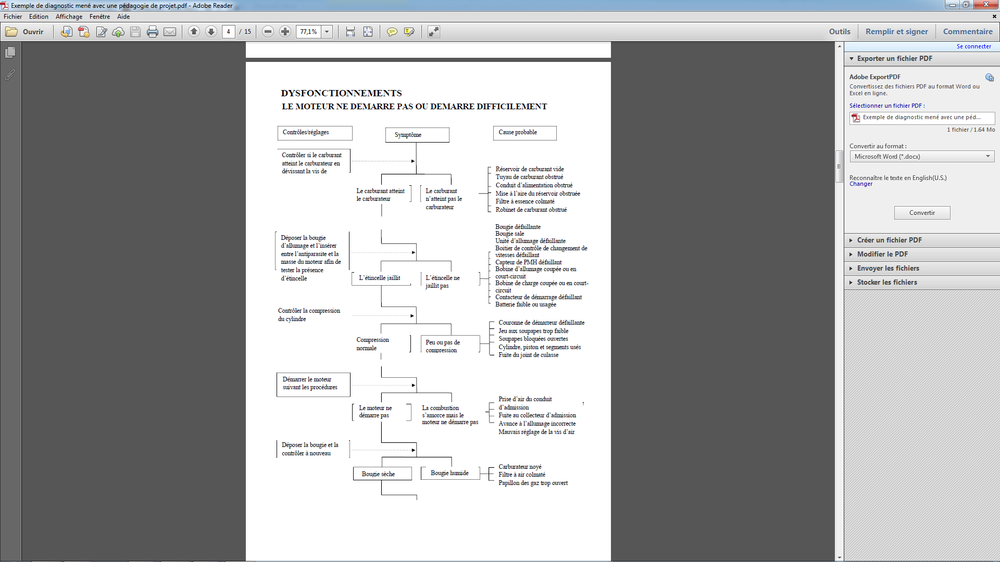 Exemple de diagnostic mené avec une pédagogie de projet.pdf - Adobe Reader
Fichier Edition Affichage Fenêtre Aide
Ouvrir
4 / 15
77,1%
Outils
Remplir et signer
Commentaire
DYSFONCTIONNEMENTS
LE MOTEUR NE DEMARRE PAS OU DEMARRE DIFFICILEMENT
Contrôles/réglages
Symptôme
Cause probable
Contrôler si le carburant
atteint le carburateur en
dévissant la vis de
Le carburant atteint
le carburateur
Le carburant
n’atteint pas le
carburateur
Réservoir de carburant vide
Tuyau de carburant obstrué
Conduit d’alimentation obstrué
Mise à l’aire du réservoir obstruée
Filtre à essence colmaté
Robinet de carburant obstrué
Déposer la bougie
d’allumage et l’insérer
entre l’antiparasite et la
masse du moteur afin de
tester la présence
d’étincelle
L’étincelle jaillit
L’étincelle ne
jaillit pas
Bougie défaillante
Bougie sale
Unité d’allumage défaillante
Boitier de contrôle de changement de
vitesses défaillant
Capteur de PMH défaillant
Bobine d’allumage coupée ou en
court-circuit
Bobine de charge coupée ou en court-
circuit
Contacteur de démarrage défaillant
Batterie faible ou usagée
Contrôler la compression
du cylindre
Compression
normale
Peu ou pas de
compression
Couronne de démarreur défaillante
Jeu aux soupapes trop faible
Soupapes bloquées ouvertes
Cylindre, piston et segments usés
Fuite du joint de culasse
Démarrer le moteur
suivant les procédures
Le moteur ne
démarre pas
La combustion
s’amorce mais le
moteur ne démarre pas
Prise d’air du conduit
d’admission
Fuite au collecteur d’admission
Avance à l’allumage incorrecte
Mauvais réglage de la vis d’air
Déposer la bougie et la
contrôler à nouveau
Bougie sèche
Bougie humide
Carburateur noyé
Filtre à air colmaté
Papillon des gaz trop ouvert
Se connecter
Exporter un fichier PDF
Adobe ExportPDF
Convertissez des fichiers PDF au format Word ou
Excel en ligne.
Sélectionner un fichier PDF :
Exemple de diagnostic mené avec une péd...
1 fichier / 1.64 Mo
Convertir au format :
Microsoft Word (*.docx)
Reconnaître le texte en English(U.S.)
Changer
Convertir
Créer un fichier PDF
Modifier le PDF
Envoyer les fichiers
Stocker les fichiers